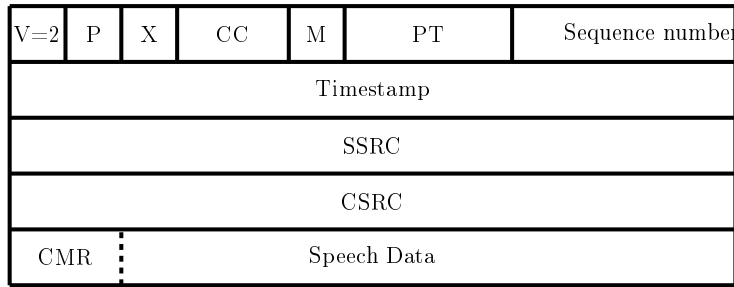 V=2 P X CC M PT Sequence number
Timestamp
SSRC
CSRC
CMR Speech Data